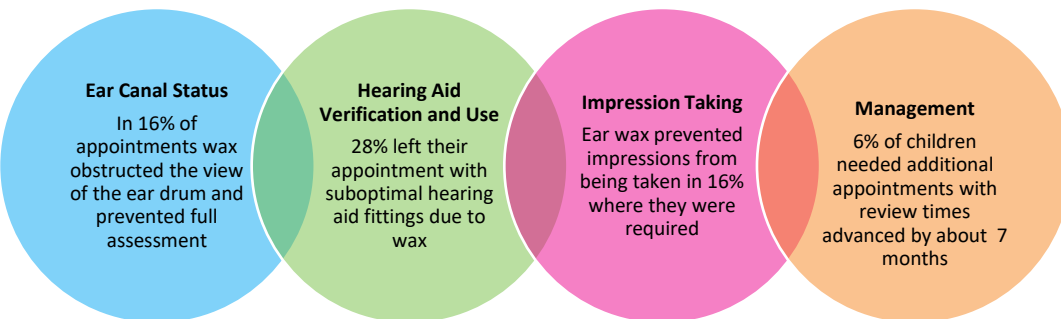 Ear Canal Status
In 16% of
appointments wax
obstructed the view
of the ear drum and
prevented full
assessment
Hearing Aid
Verification and Use
28% left their
appointment with
suboptimal hearing
aid fittings due to
wax
Impression Taking
Ear wax prevented
impressions from
being taken in 16%
where they were
required
Management
6% of children
needed additional
appointments with
review times
advanced by about 7
months